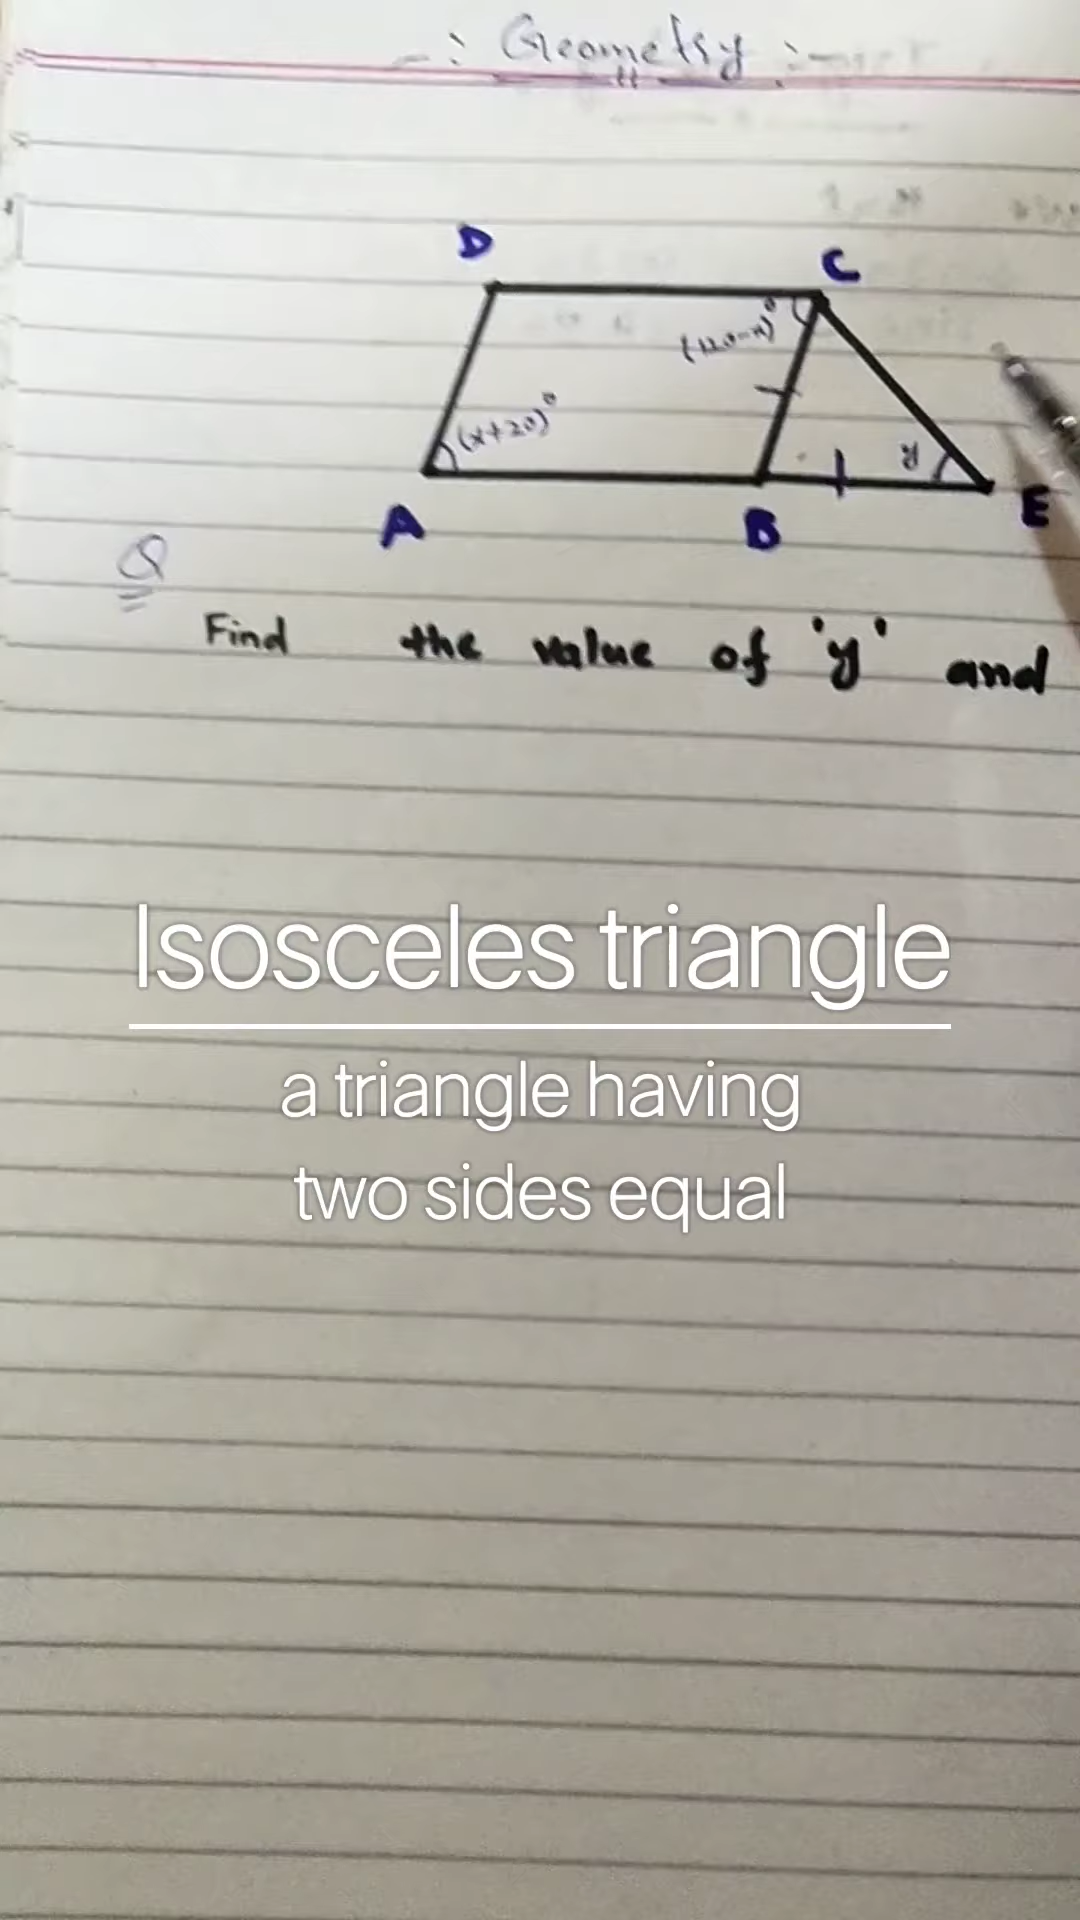 -: Geometry :-
D
C
(120-x)°
(x+20)°
y
A
B
E
Q
Find the value of 'y' and
Isosceles triangle
a triangle having
two sides equal